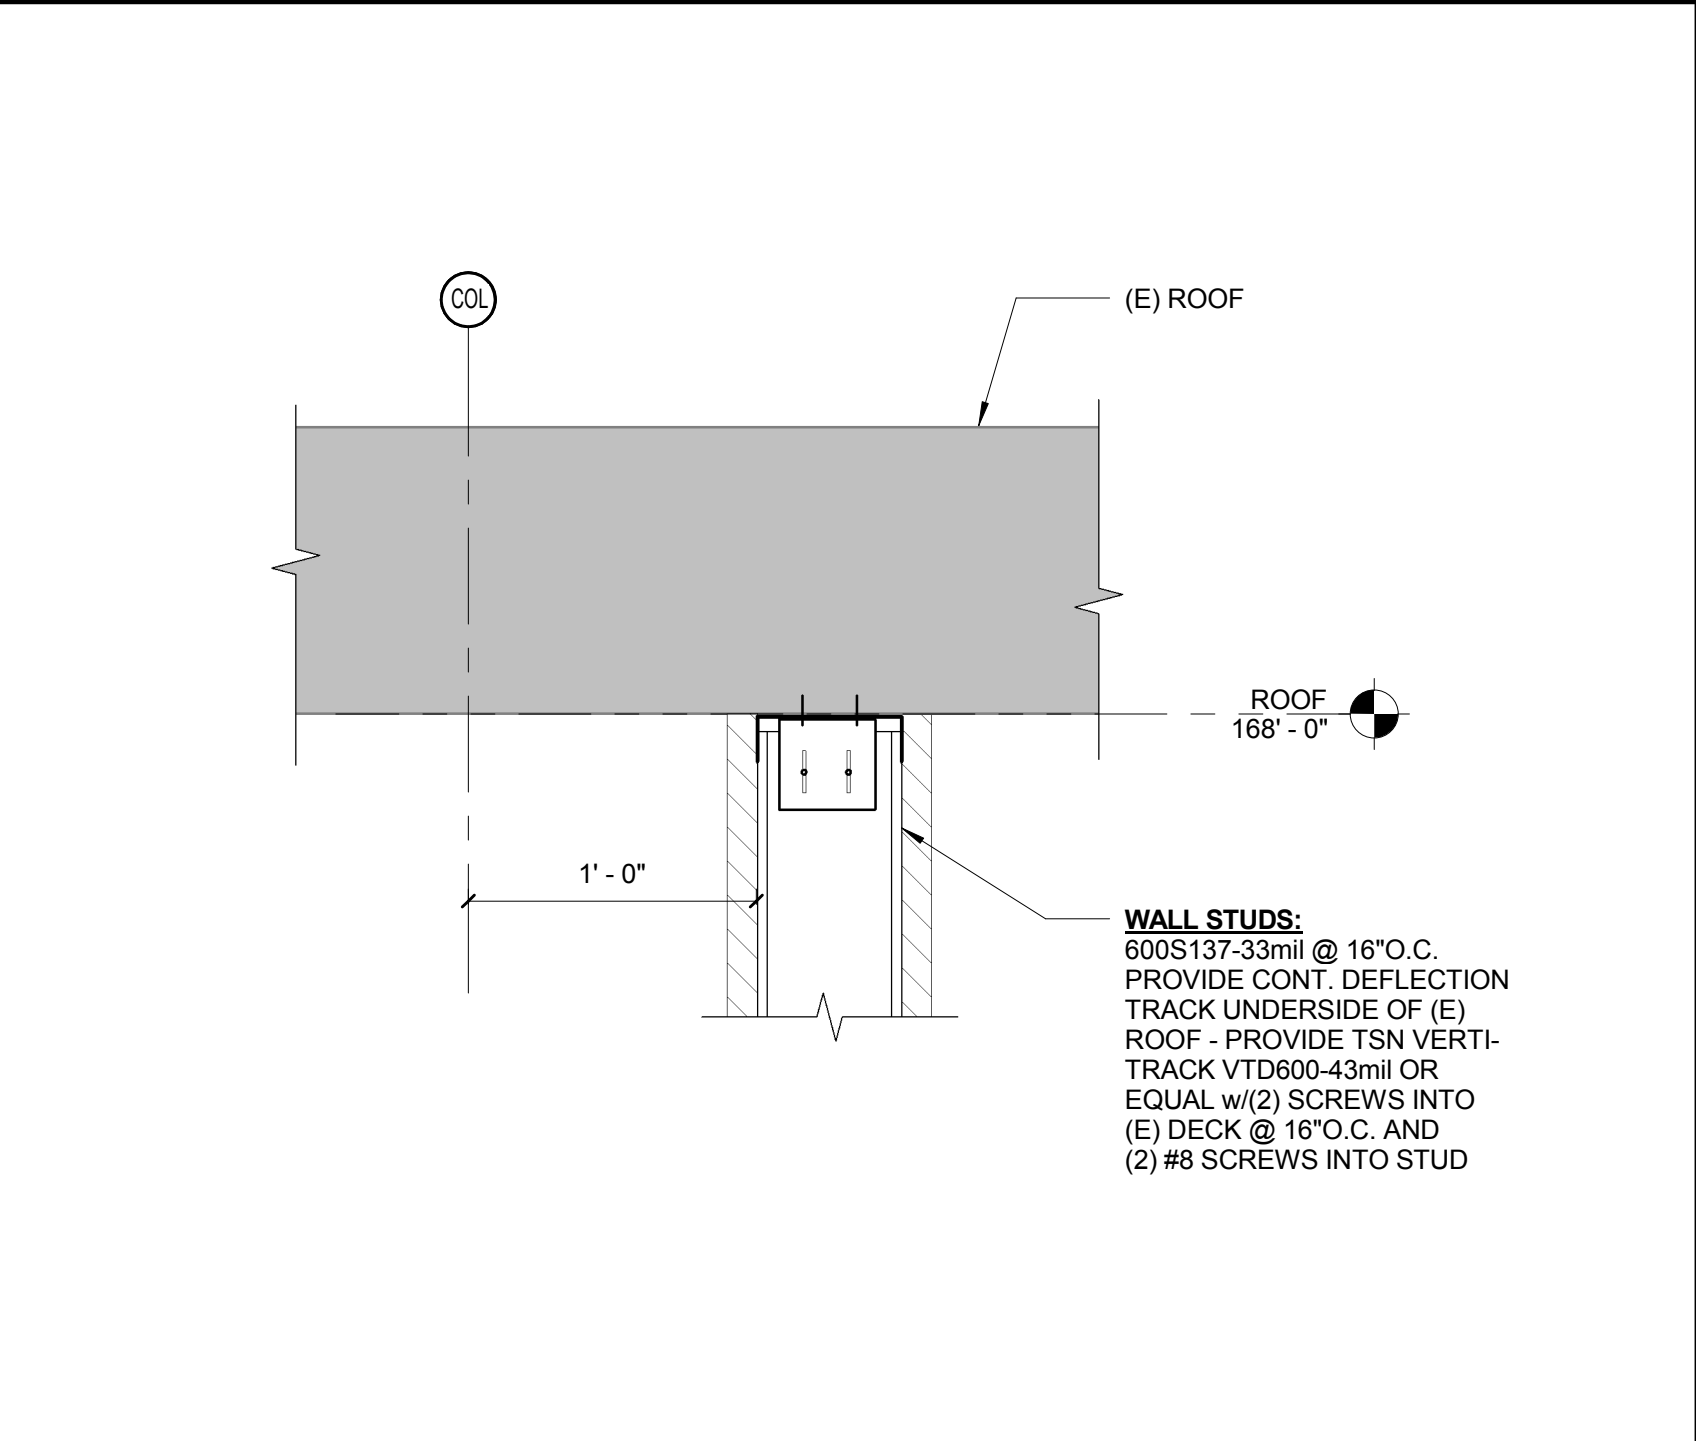 COL
(E) ROOF
ROOF
168' - 0"
1' - 0"
WALL STUDS:
600S137-33mil @ 16"O.C.
PROVIDE CONT. DEFLECTION
TRACK UNDERSIDE OF (E)
ROOF - PROVIDE TSN VERTI-
TRACK VTD600-43mil OR
EQUAL w/(2) SCREWS INTO
(E) DECK @ 16"O.C. AND
(2) #8 SCREWS INTO STUD